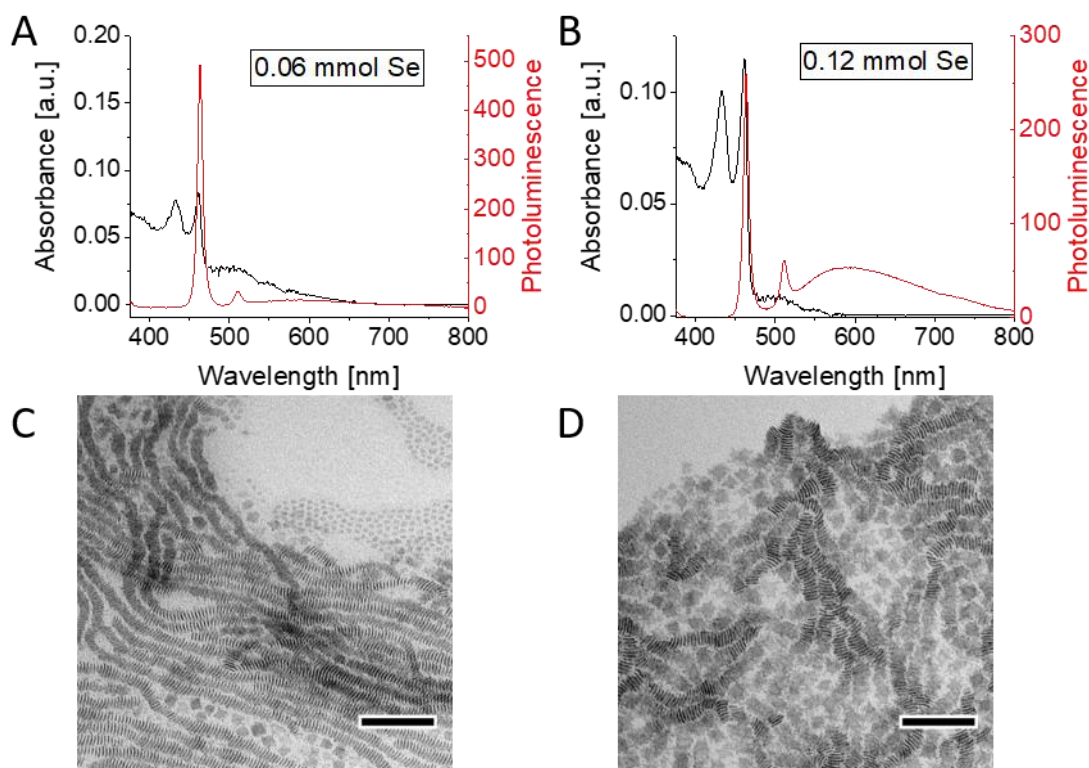 A
0.06 mmol Se
0.20
0.15
0.10
0.05
0.00
Absorbance [a.u.]
500
400
300
200
100
0
Photoluminescence
400 500 600 700 800
Wavelength [nm]
B
0.12 mmol Se
0.10
0.05
0.00
Absorbance [a.u.]
300
200
100
0
Photoluminescence
400 500 600 700 800
Wavelength [nm]
C
D